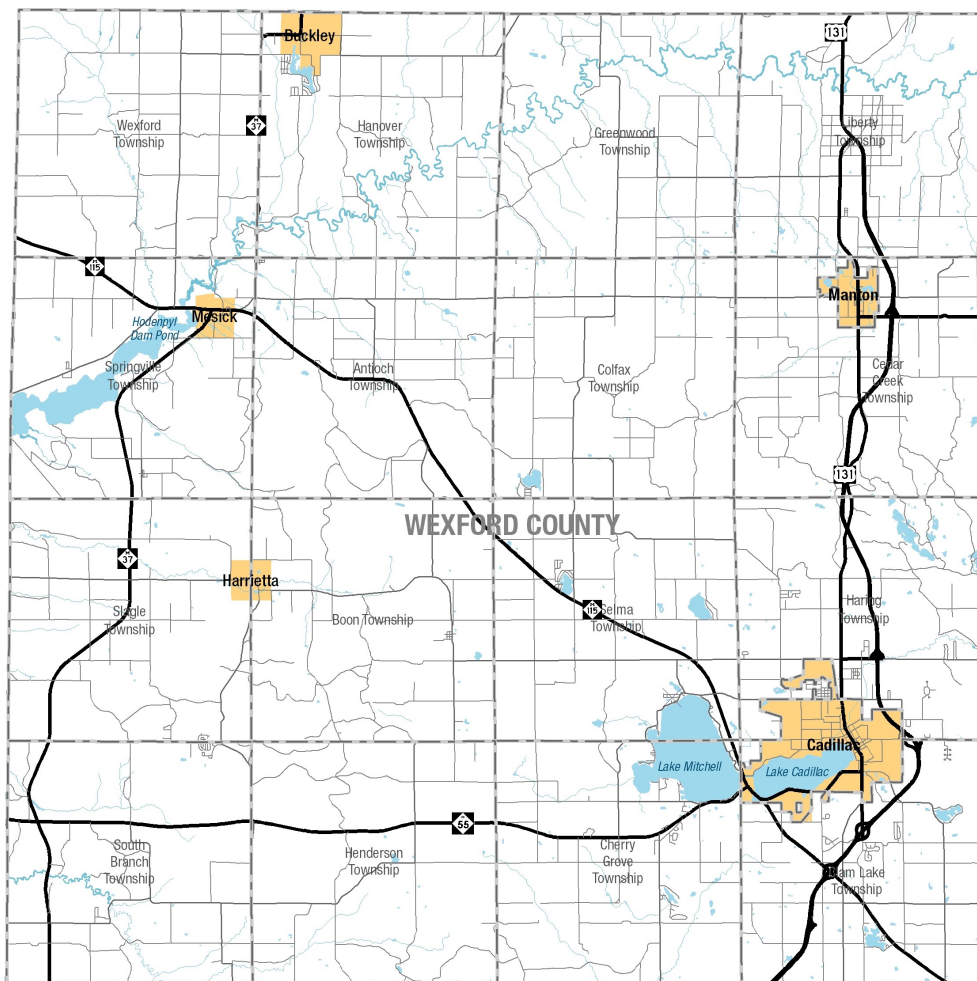 Buckley
131
Wexford
Township
M
37
Hanover
Township
Greenwood
Township
Liberty
Township
M
115
Manton
Mesick
Hodenpyl
Dam Pond
Springville
Township
Antioch
Township
Colfax
Township
Cedar
Creek
Township
131
WEXFORD COUNTY
M
37
Harrietta
Slagle
Township
Boon Township
M
115
Selma
Township
Haring
Township
Cadillac
Lake Mitchell
Lake Cadillac
M
55
South
Branch
Township
Henderson
Township
Cherry
Grove
Township
Clam Lake
Township